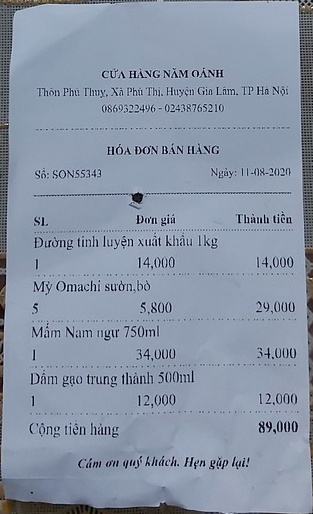 CỬA HÀNG NĂM OÁNH
Thôn Phú Thụy, Xã Phú Thị, Huyện Gia Lâm, TP Hà Nội
0869322496 - 02438765210
HÓA ĐƠN BÁN HÀNG
Số: SON55343 Ngày: 11-08-2020
SL Đơn giá Thành tiền
Đường tinh luyện xuất khẩu 1kg
1 14,000 14,000
Mỳ Omachi sườn,bò
5 5,800 29,000
Mắm Nam ngư 750ml
1 34,000 34,000
Dấm gạo trung thành 500ml
1 12,000 12,000
Cộng tiền hàng 89,000
Cám ơn quý khách. Hẹn gặp lại!